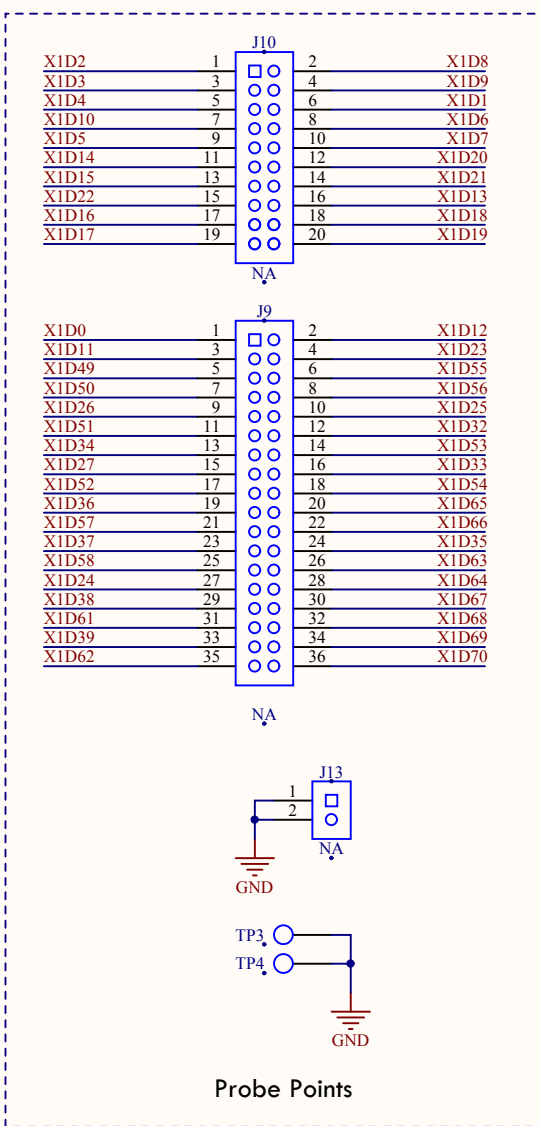 J10
X1D2 1 2 X1D8
X1D3 3 4 X1D9
X1D4 5 6 X1D1
X1D10 7 8 X1D6
X1D5 9 10 X1D7
X1D14 11 12 X1D20
X1D15 13 14 X1D21
X1D22 15 16 X1D13
X1D16 17 18 X1D18
X1D17 19 20 X1D19
NA
J9
X1D0 1 2 X1D12
X1D11 3 4 X1D23
X1D49 5 6 X1D55
X1D50 7 8 X1D56
X1D26 9 10 X1D25
X1D51 11 12 X1D32
X1D34 13 14 X1D53
X1D27 15 16 X1D33
X1D52 17 18 X1D54
X1D36 19 20 X1D65
X1D57 21 22 X1D66
X1D37 23 24 X1D35
X1D58 25 26 X1D63
X1D24 27 28 X1D64
X1D38 29 30 X1D67
X1D61 31 32 X1D68
X1D39 33 34 X1D69
X1D62 35 36 X1D70
NA
J13
1
2
NA
GND
TP3
TP4
GND
Probe Points